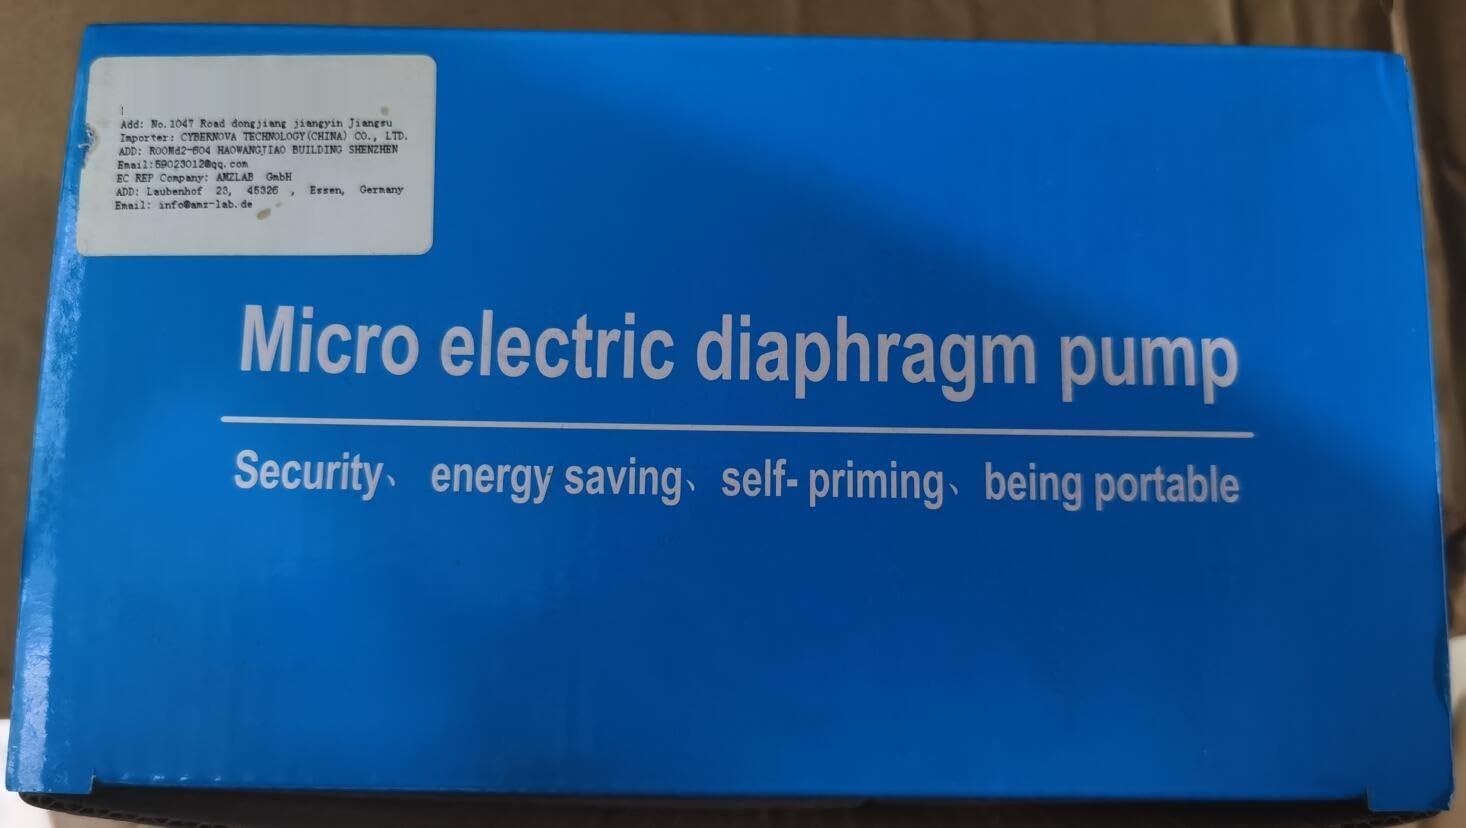 Add: No.1047 Road dongjiang jiangyin Jiangsu
Importer: CYBERNOVA TECHNOLOGY(CHINA) CO., LTD.
ADD: ROOMd2-604 HAOWANGJIAO BUILDING SHENZHEN
Email:59023012@qq.com
EC REP Company: AMZLAB GmbH
ADD: Laubenhof 23, 45326 , Essen, Germany
Email: info@amz-lab.de
Micro electric diaphragm pump
Security、 energy saving、 self- priming、 being portable